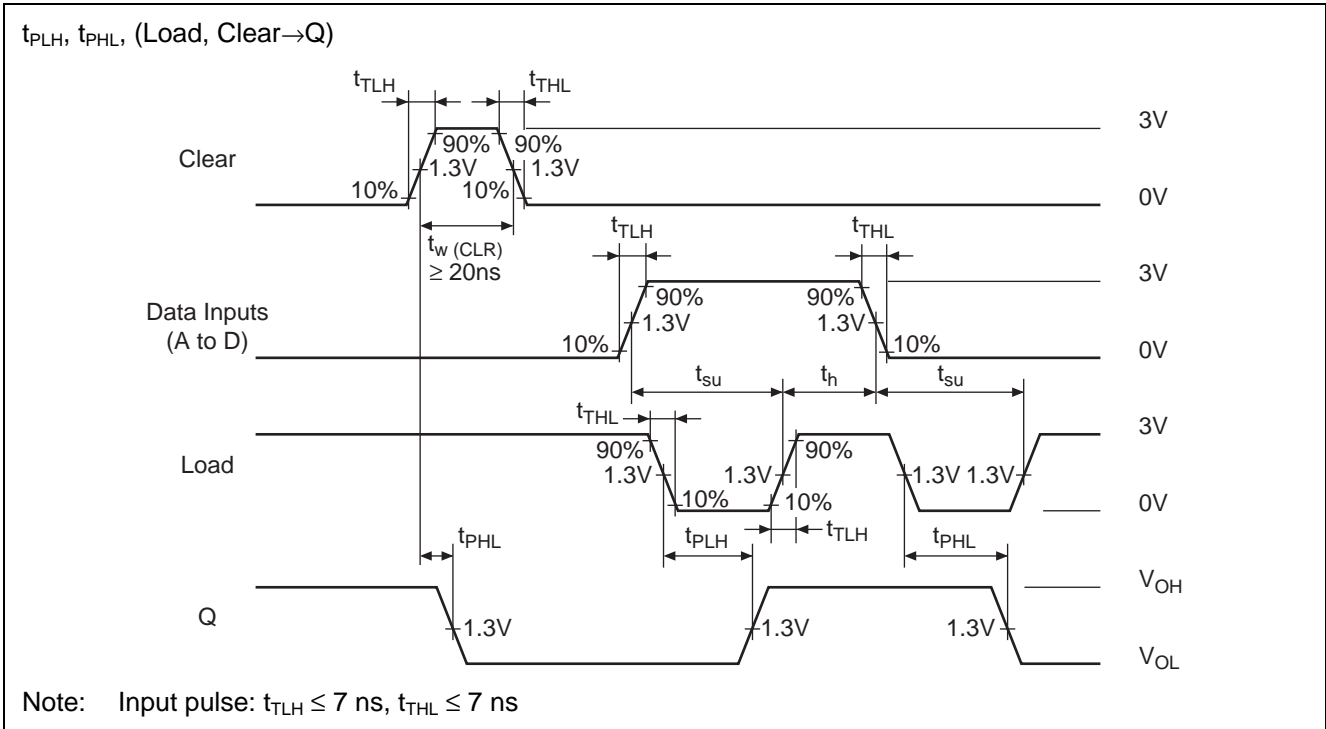 tPLH, tPHL, (Load, Clear→Q)
tTLH tTHL
3V
90% 90%
Clear
1.3V 1.3V
10% 10%
0V
tw (CLR)
≥ 20ns
tTLH tTHL
3V
90% 90%
Data Inputs
(A to D)
1.3V 1.3V
10% 10%
0V
tsu th tsu
tTHL
3V
90% 90%
Load
1.3V 1.3V 1.3V 1.3V
10% 10%
0V
tTLH
tPHL tPLH tPHL
VOH
Q
1.3V 1.3V 1.3V
VOL
Note: Input pulse: tTLH ≤ 7 ns, tTHL ≤ 7 ns